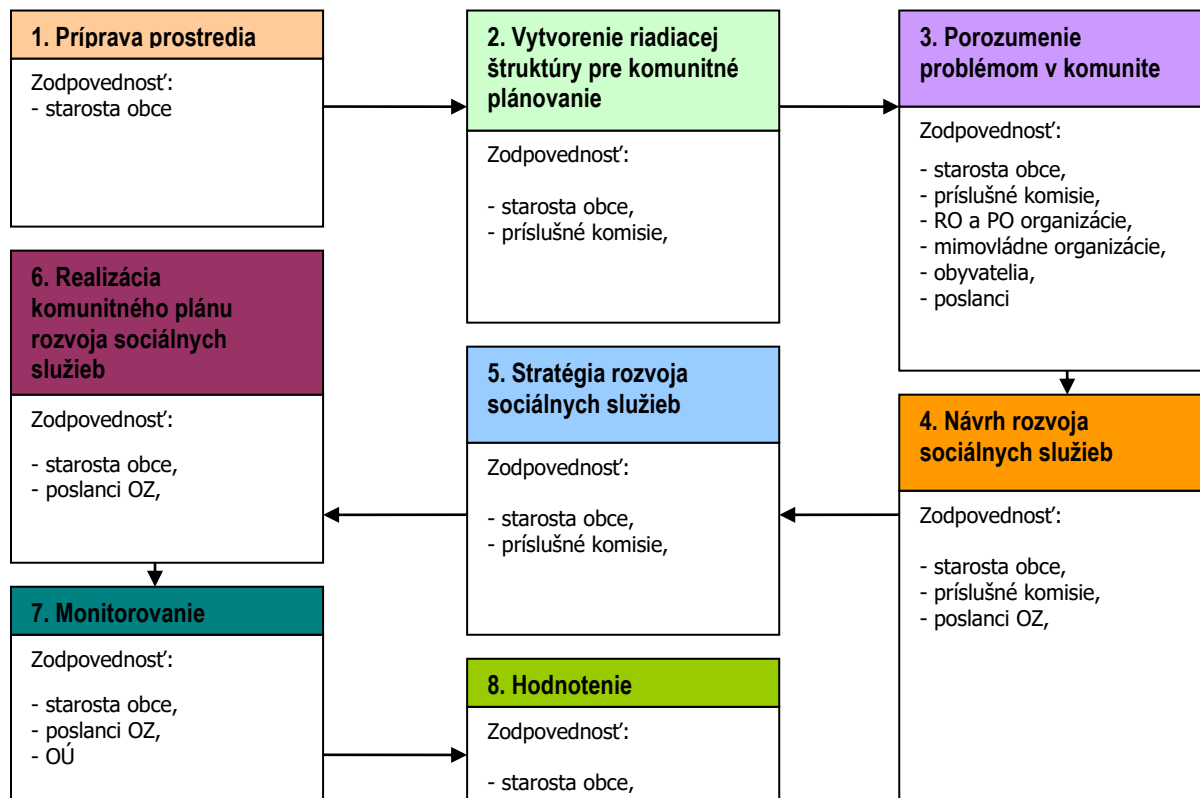 1. Príprava prostredia
Zodpovednosť:
- starosta obce
2. Vytvorenie riadiacej
štruktúry pre komunitné
plánovanie
Zodpovednosť:
- starosta obce,
- príslušné komisie,
3. Porozumenie
problémom v komunite
Zodpovednosť:
- starosta obce,
- príslušné komisie,
- RO a PO organizácie,
- mimovládne organizácie,
- obyvatelia,
- poslanci
4. Návrh rozvoja
sociálnych služieb
Zodpovednosť:
- starosta obce,
- príslušné komisie,
- poslanci OZ,
5. Stratégia rozvoja
sociálnych služieb
Zodpovednosť:
- starosta obce,
- príslušné komisie,
6. Realizácia
komunitného plánu
rozvoja sociálnych
služieb
Zodpovednosť:
- starosta obce,
- poslanci OZ,
7. Monitorovanie
Zodpovednosť:
- starosta obce,
- poslanci OZ,
- OÚ
8. Hodnotenie
Zodpovednosť:
- starosta obce,